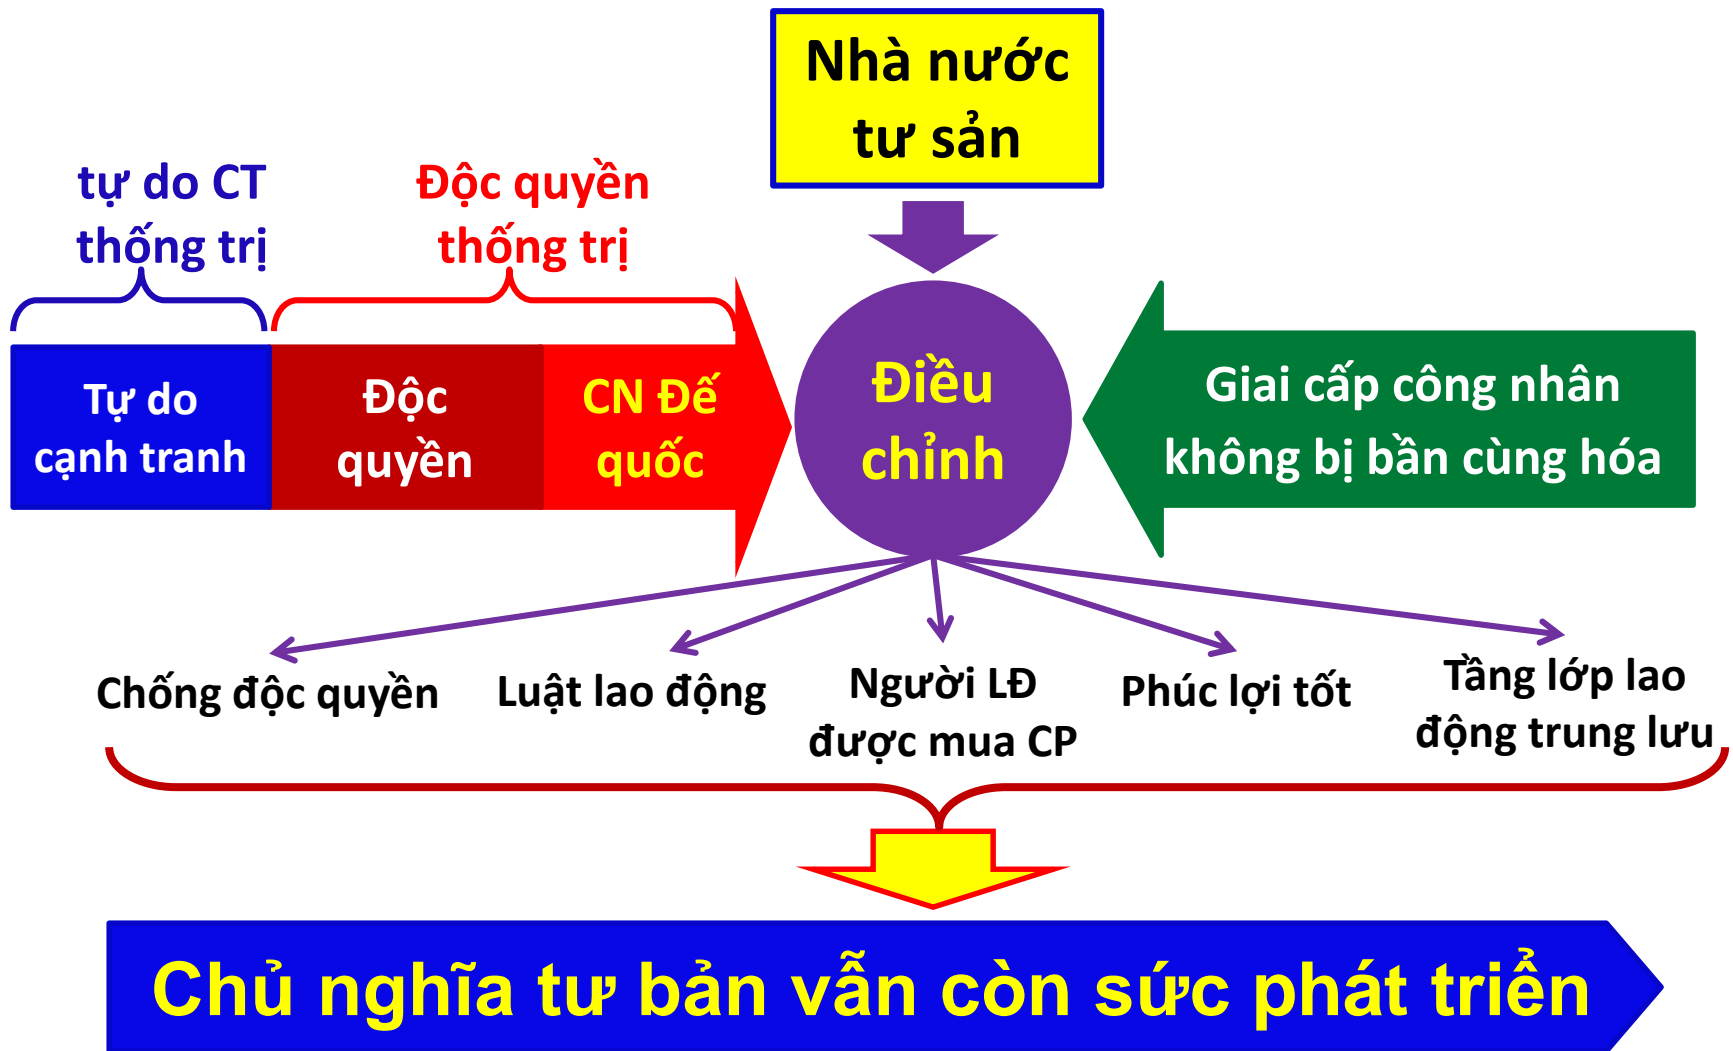 Nhà nước
tư sản
tự do CT
thống trị
Độc quyền
thống trị
Tự do
cạnh tranh
Độc
quyền
CN Đế
quốc
Điều
chỉnh
Giai cấp công nhân
không bị bần cùng hóa
Chống độc quyền
Luật lao động
Người LĐ
được mua CP
Phúc lợi tốt
Tầng lớp lao
động trung lưu
Chủ nghĩa tư bản vẫn còn sức phát triển